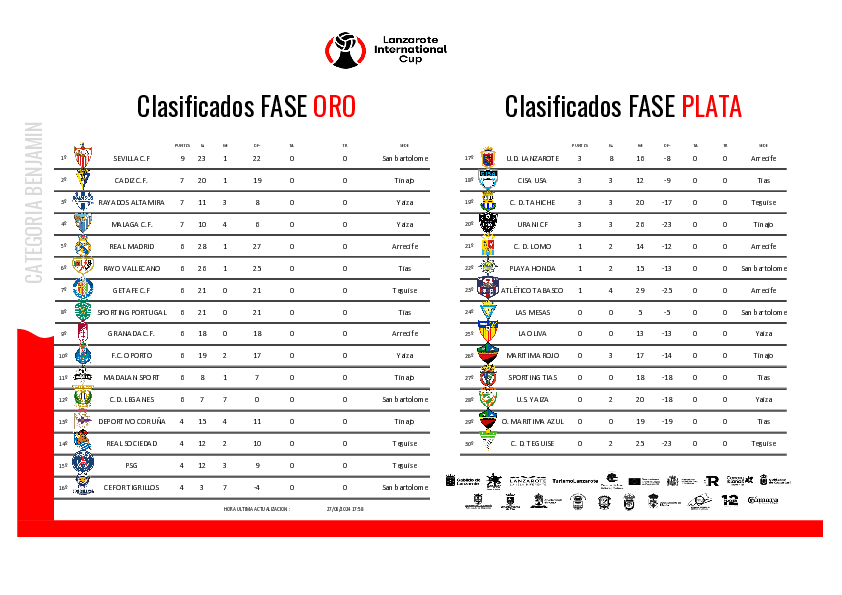 Lanzarote
International
Cup
Clasificados FASE ORO
PUNTOS GF DF- TA TR SEDE
1º SEVILLA C.F 9 23 1 22 0 0 San bartolome
2º CADIZ C.F. 7 20 1 19 0 0 Tinajo
3º RAYADOS ALTAMIRA 7 11 3 8 0 0 Yaiza
4º MALAGA C.F. 7 10 4 6 0 0 Yaiza
5º REAL MADRID 6 28 1 27 0 0 Arrecife
6º RAYO VALLECANO 6 26 1 25 0 0 Tias
7º GETAFE C.F 6 21 0 21 0 0 Teguise
8º SPORTING PORTUGAL 6 21 0 21 0 0 Tias
9º GRANADA C.F. 6 18 0 18 0 0 Arrecife
10º F.C. OPORTO 6 19 2 17 0 0 Yaiza
11º MADALAN SPORT 6 8 1 7 0 0 Tinajo
12º C.D. LEGANES 6 7 7 0 0 0 San bartolome
13º DEPORTIVO CORUÑA 4 15 4 11 0 0 Tinajo
14º REAL SOCIEDAD 4 12 2 10 0 0 Teguise
15º PSG 4 12 3 9 0 0 Teguise
16º CEFORTIGRILLOS 4 3 7 -4 0 0 San bartolome
HORA ULTIMA ACTUALIZACION :
CATEGORIA BENJAMIN
Clasificados FASE PLATA
PUNTOS DF- TA TR SEDE
17º U.D. LANZAROTE 3 8 16 -8 0 0 Arrecife
18º CISA USA 3 3 12 -9 0 0 Tias
19º C. D. TAHICHE 3 3 20 -17 0 0 Teguise
20º URANI CF 3 3 26 -23 0 0 Tinajo
21º C. D. LOMO 1 2 14 -12 0 0 Arrecife
22º PLAYA HONDA 1 2 15 -13 0 0 San bartolome
23º ATLÉTICO TABASCO 1 4 29 -25 0 0 Arrecife
24º LAS MESAS 0 0 5 -5 0 0 San bartolome
25º LA OLIVA 0 0 13 -13 0 0 Yaiza
26º MARITIMA ROJO 0 3 17 -14 0 0 Tinajo
27º SPORTING TIAS 0 0 18 -18 0 0 Tias
28º U.S. YAIZA 0 2 20 -18 0 0 Yaiza
29º O. MARITIMA AZUL 0 0 19 -19 0 0 Tias
30º C. D. TEGUISE 0 2 25 -23 0 0 Teguise
Cabildo de Lanzarote
LANZAROTE
TurismoLanzarote
R
12
Cámara